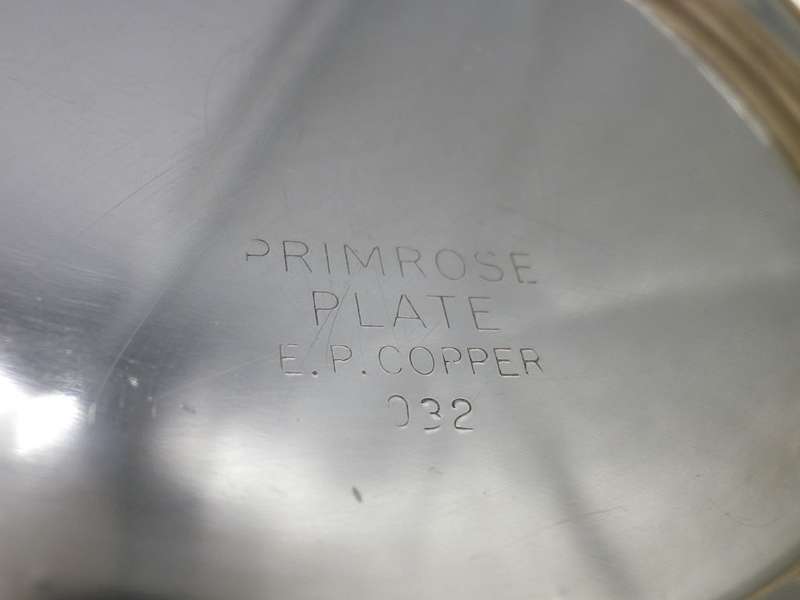 PRIMROSE
PLATE
E.P. COPPER
032